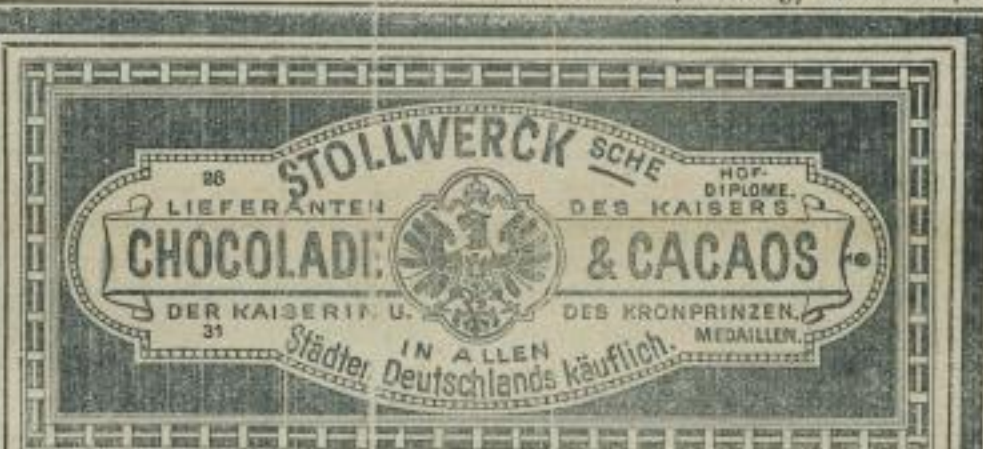 STOLLWERCK SCHE
26 HOF-
DIPLOME.
LIEFERANTEN DES KAISERS
CHOCOLADE & CACAOS
DER KAISERIN U. DES KRONPRINZEN.
31 MEDAILLEN.
IN ALLEN
Städten Deutschlands käuflich.